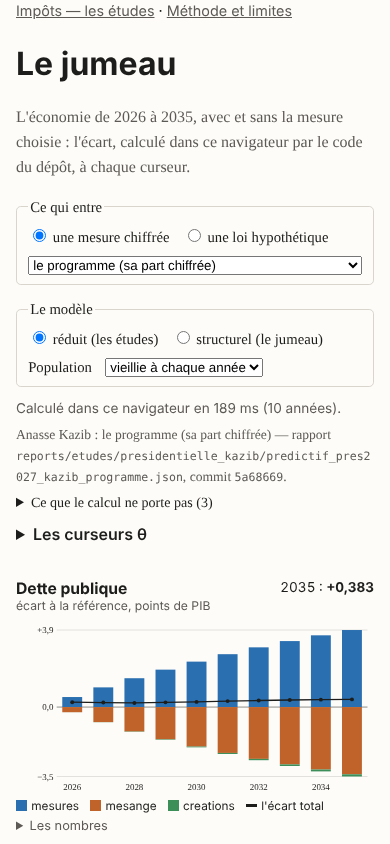 Impôts — les études · Méthode et limites
Le jumeau
L'économie de 2026 à 2035, avec et sans la mesure
choisie : l'écart, calculé dans ce navigateur par le code
du dépôt, à chaque curseur.
Ce qui entre
une mesure chiffrée une loi hypothétique
le programme (sa part chiffrée)
Le modèle
réduit (les études) structurel (le jumeau)
Population vieillie à chaque année
Calculé dans ce navigateur en 189 ms (10 années).
Anasse Kazib : le programme (sa part chiffrée) — rapport
reports/etudes/presidentielle_kazib/predictif_pres2
027_kazib_programme.json, commit 5a68669.
Ce que le calcul ne porte pas (3)
Les curseurs θ
Dette publique 2035 : +0,383
écart à la référence, points de PIB
+3,9
0,0
−3,5
2026 2028 2030 2032 2034
mesures mesange creations l'écart total
Les nombres